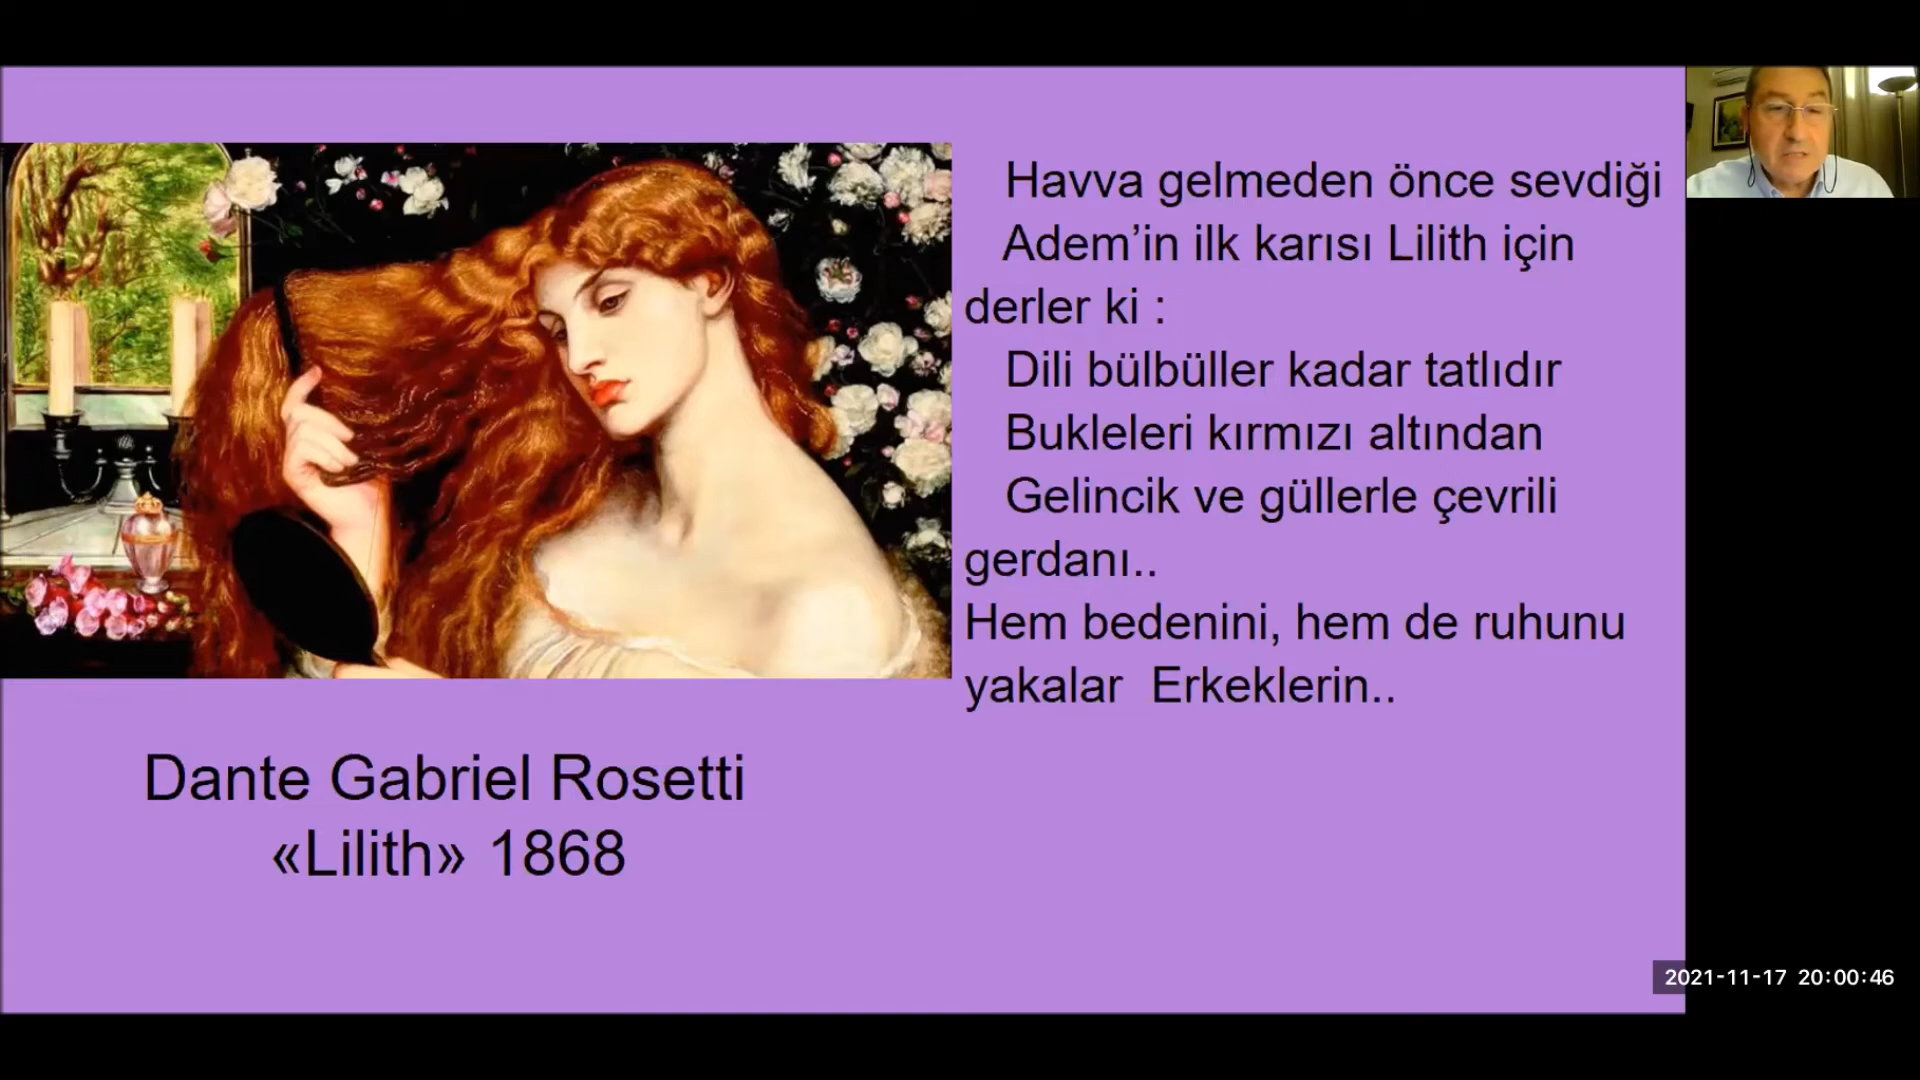 Havva gelmeden önce sevdiği
Adem’in ilk karısı Lilith için
derler ki :
Dili bülbüller kadar tatlıdır
Bukleleri kırmızı altından
Gelincik ve güllerle çevrili
gerdanı..
Hem bedenini, hem de ruhunu
yakalar  Erkeklerin..
Dante Gabriel Rosetti
«Lilith» 1868
2021-11-17 20:00:46